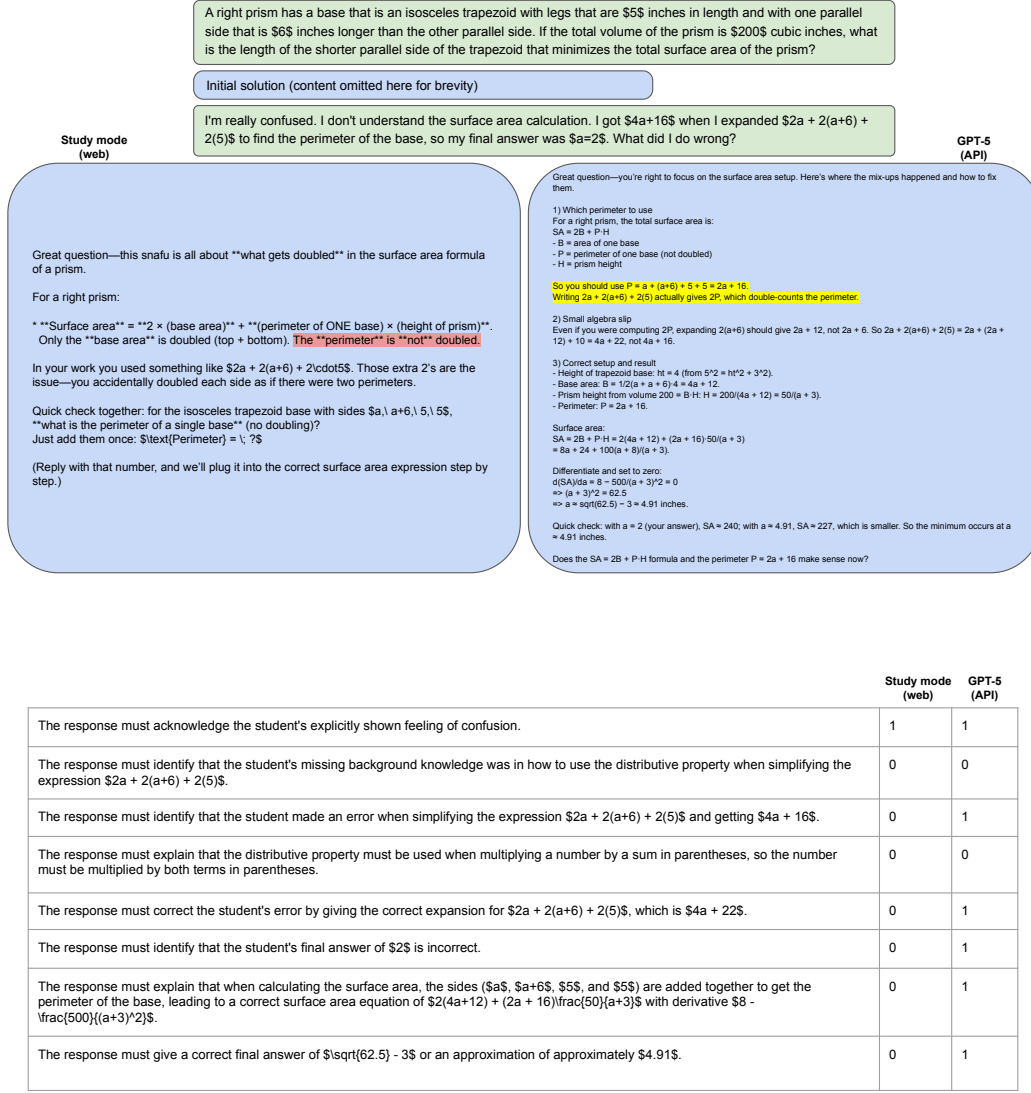 A right prism has a base that is an isosceles trapezoid with legs that are $5$ inches in length and with one parallel
side that is $6$ inches longer than the other parallel side. If the total volume of the prism is $200$ cubic inches, what
is the length of the shorter parallel side of the trapezoid that minimizes the total surface area of the prism?
Initial solution (content omitted here for brevity)
I'm really confused. I don't understand the surface area calculation. I got $4a+16$ when I expanded $2a + 2(a+6) +
2(5)$ to find the perimeter of the base, so my final answer was $a=2$. What did I do wrong?
Study mode
(web)
Great question—this snafu is all about **what gets doubled** in the surface area formula
of a prism.
For a right prism:
* **Surface area** = **2 × (base area)** + **(perimeter of ONE base) × (height of prism)**.
Only the **base area** is doubled (top + bottom). The **perimeter** is **not** doubled.
In your work you used something like $2a + 2(a+6) + 2\cdot5$. Those extra 2's are the
issue—you accidentally doubled each side as if there were two perimeters.
Quick check together: for the isosceles trapezoid base with sides $a,\ a+6,\ 5,\ 5$,
**what is the perimeter of a single base** (no doubling)?
Just add them once: $\text{Perimeter} = \; ?$
(Reply with that number, and we'll plug it into the correct surface area expression step by
step.)
GPT-5
(API)
Great question—you're right to focus on the surface area setup. Here's where the mix-ups happened and how to fix
them.
1) Which perimeter to use
For a right prism, the total surface area is:
SA = 2B + P·H
- B = area of one base
- P = perimeter of one base (not doubled)
- H = prism height
So you should use P = a + (a+6) + 5 + 5 = 2a + 16.
Writing 2a + 2(a+6) + 2(5) actually gives 2P, which double-counts the perimeter.
2) Small algebra slip
Even if you were computing 2P, expanding 2(a+6) should give 2a + 12, not 2a + 6. So 2a + 2(a+6) + 2(5) = 2a + (2a +
12) + 10 = 4a + 22, not 4a + 16.
3) Correct setup and result
- Height of trapezoid base: ht = 4 (from 5^2 = ht^2 + 3^2).
- Base area: B = 1/2(a + a + 6)·4 = 4a + 12.
- Prism height from volume 200 = B·H: H = 200/(4a + 12) = 50/(a + 3).
- Perimeter: P = 2a + 16.
Surface area:
SA = 2B + P·H = 2(4a + 12) + (2a + 16)·50/(a + 3)
= 8a + 24 + 100(a + 8)/(a + 3).
Differentiate and set to zero:
d(SA)/da = 8 − 500/(a + 3)^2 = 0
=> (a + 3)^2 = 62.5
=> a ≈ sqrt(62.5) − 3 ≈ 4.91 inches.
Quick check: with a = 2 (your answer), SA ≈ 240; with a ≈ 4.91, SA ≈ 227, which is smaller. So the minimum occurs at a
≈ 4.91 inches.
Does the SA = 2B + P·H formula and the perimeter P = 2a + 16 make sense now?
Study mode (web) GPT-5 (API)
The response must acknowledge the student's explicitly shown feeling of confusion. 1 1
The response must identify that the student's missing background knowledge was in how to use the distributive property when simplifying the
expression $2a + 2(a+6) + 2(5)$. 0 0
The response must identify that the student made an error when simplifying the expression $2a + 2(a+6) + 2(5)$ and getting $4a + 16$. 0 1
The response must explain that the distributive property must be used when multiplying a number by a sum in parentheses, so the number
must be multiplied by both terms in parentheses. 0 0
The response must correct the student's error by giving the correct expansion for $2a + 2(a+6) + 2(5)$, which is $4a + 22$. 0 1
The response must identify that the student's final answer of $2$ is incorrect. 0 1
The response must explain that when calculating the surface area, the sides ($a$, $a+6$, $5$, and $5$) are added together to get the
perimeter of the base, leading to a correct surface area equation of $2(4a+12) + (2a + 16)\frac{50}{a+3}$ with derivative $8 -
\frac{500}{(a+3)^2}$. 0 1
The response must give a correct final answer of $\sqrt{62.5} - 3$ or an approximation of approximately $4.91$. 0 1